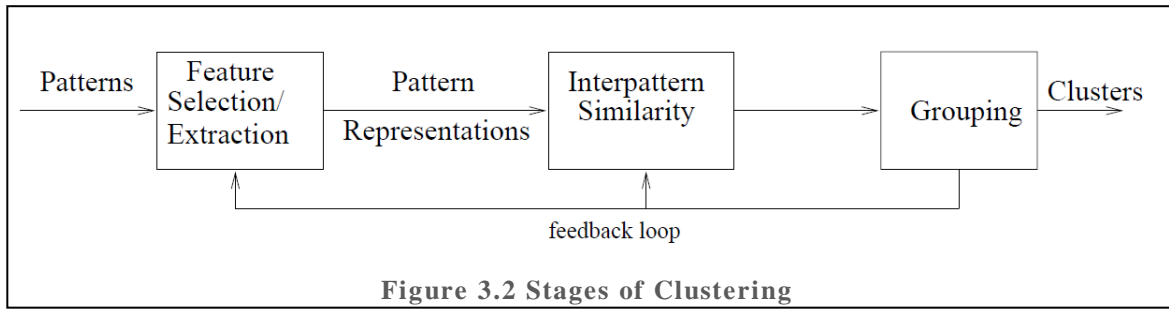 Patterns
Feature
Selection/
Extraction
Pattern
Representations
Interpattern
Similarity
Grouping
Clusters
feedback loop
Figure 3.2 Stages of Clustering